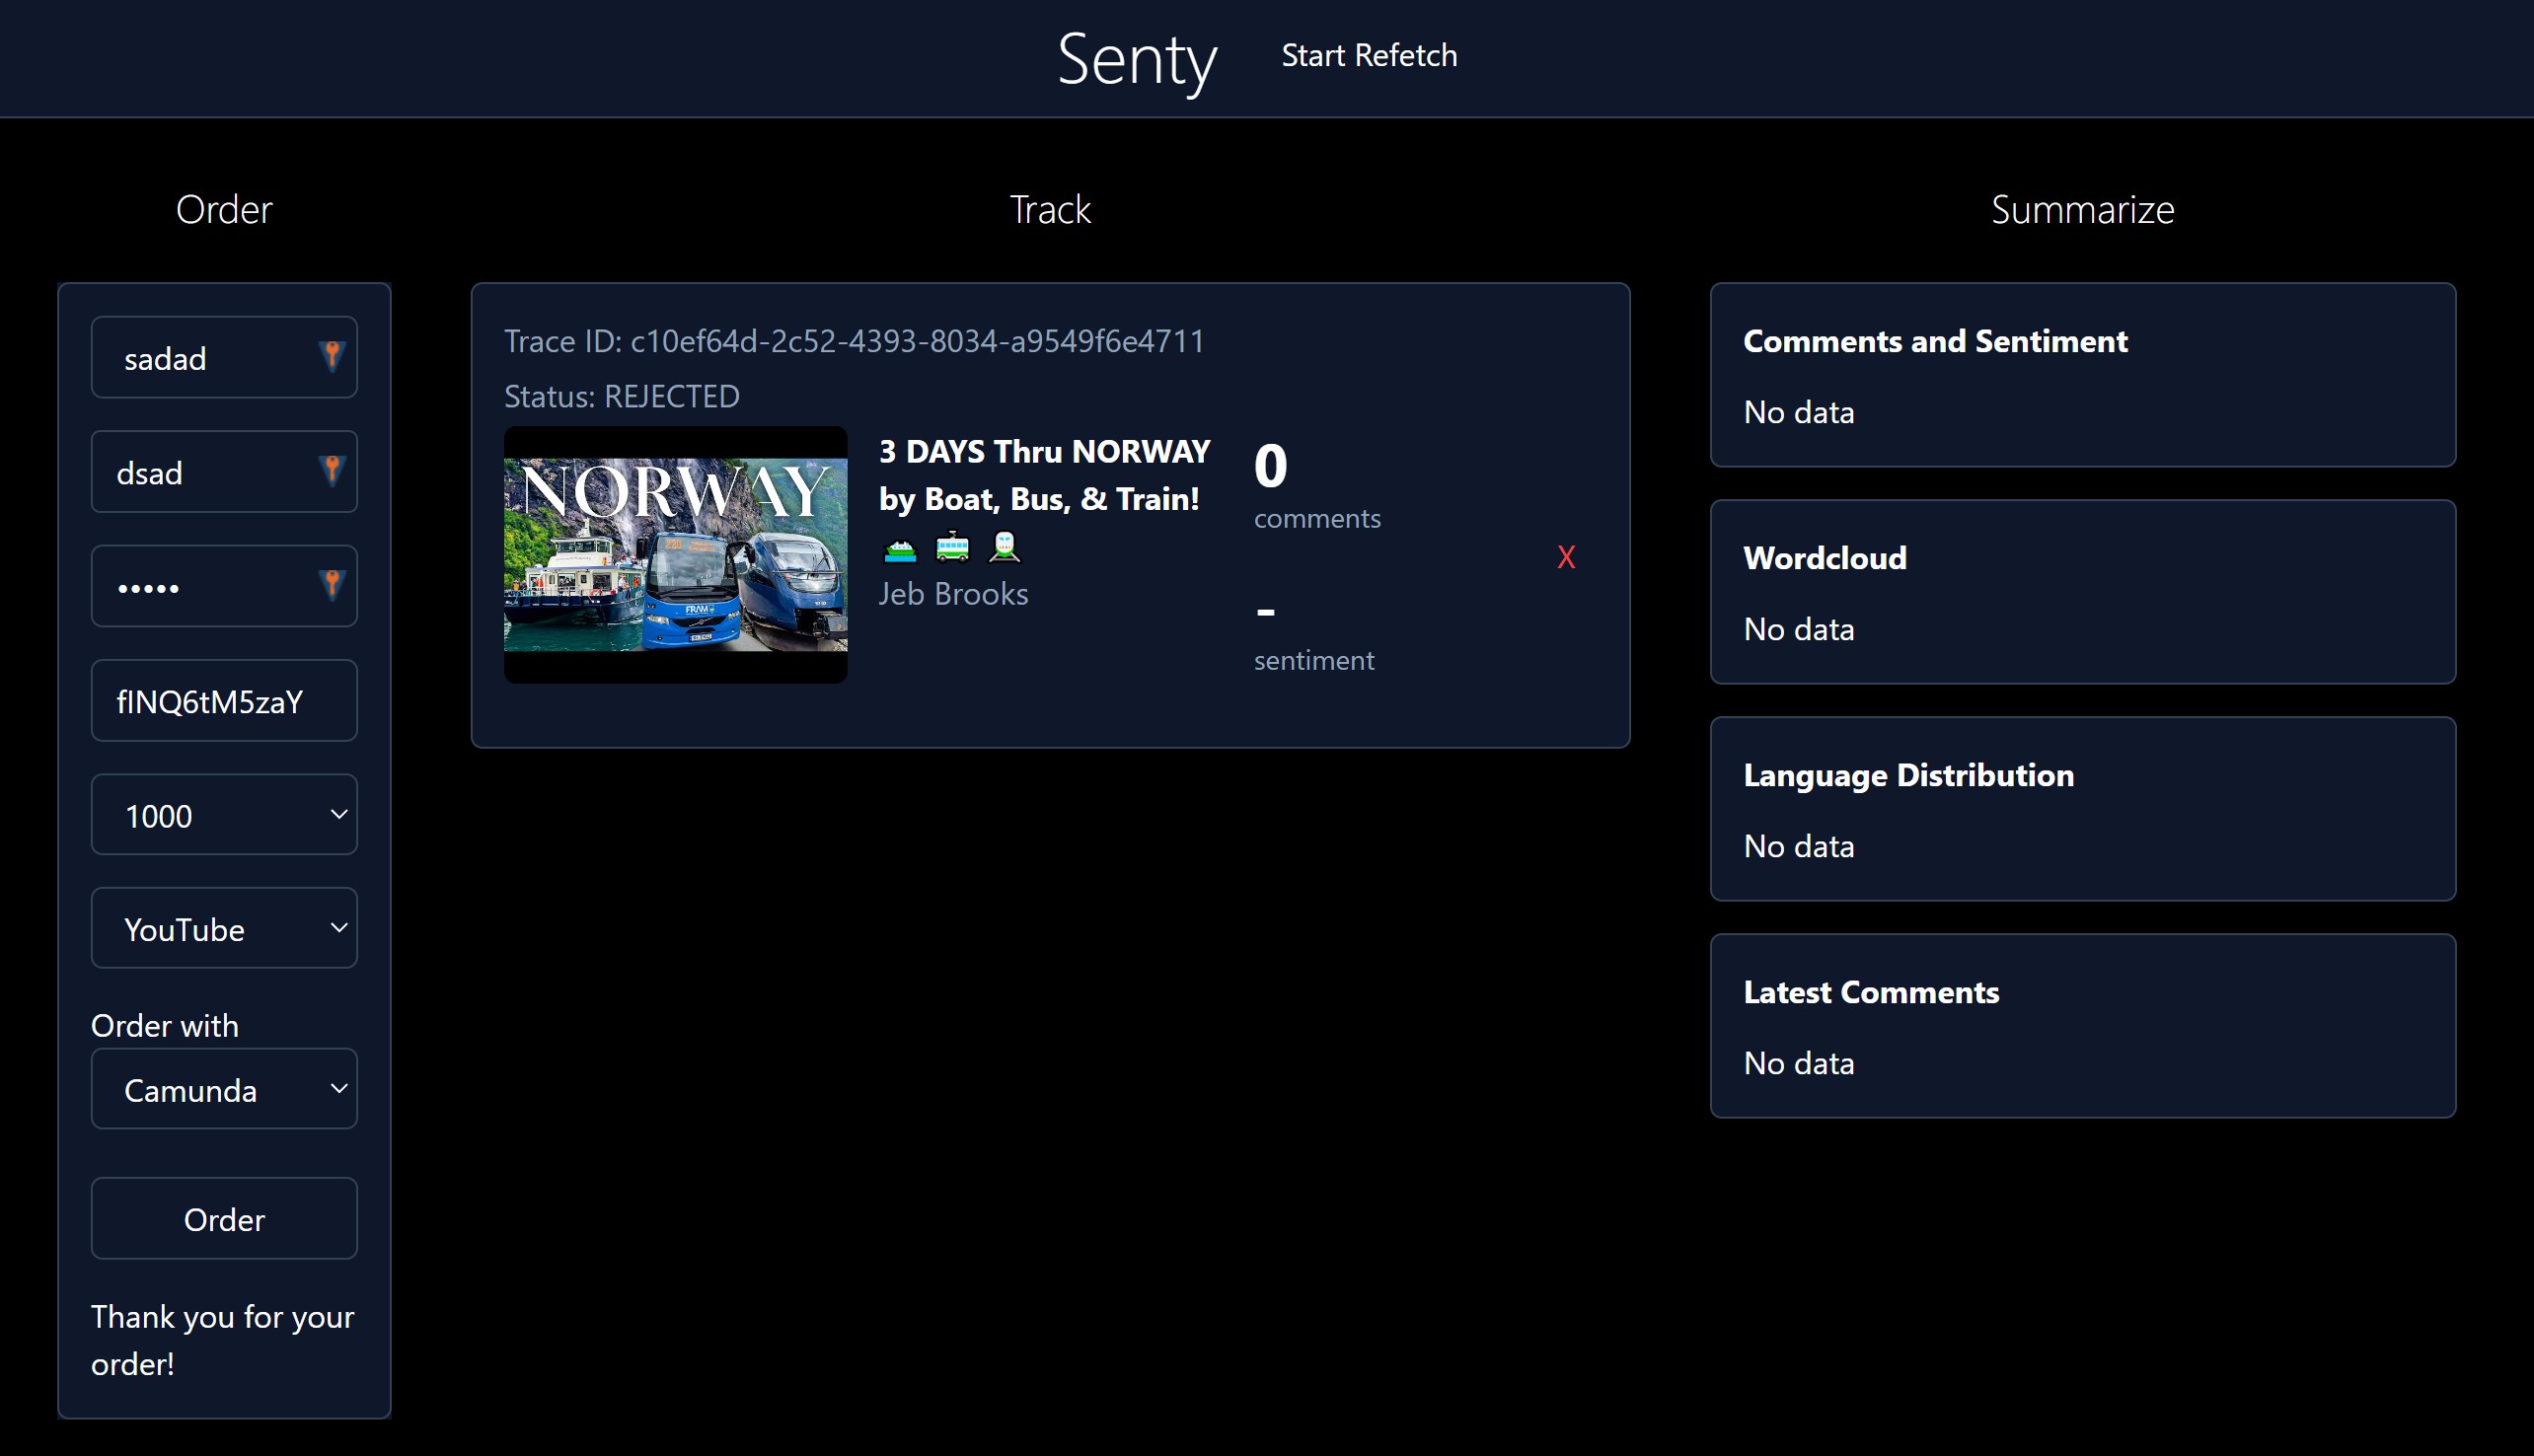 Senty
Start Refetch
Order
sadad
dsad
•••••
fINQ6tM5zaY
1000
YouTube
Order with
Camunda
Order
Thank you for your
order!
Track
Trace ID: c10ef64d-2c52-4393-8034-a9549f6e4711
Status: REJECTED
NORWAY
FRAM
3 DAYS Thru NORWAY
by Boat, Bus, & Train!
Jeb Brooks
0
comments
-
sentiment
X
Summarize
Comments and Sentiment
No data
Wordcloud
No data
Language Distribution
No data
Latest Comments
No data